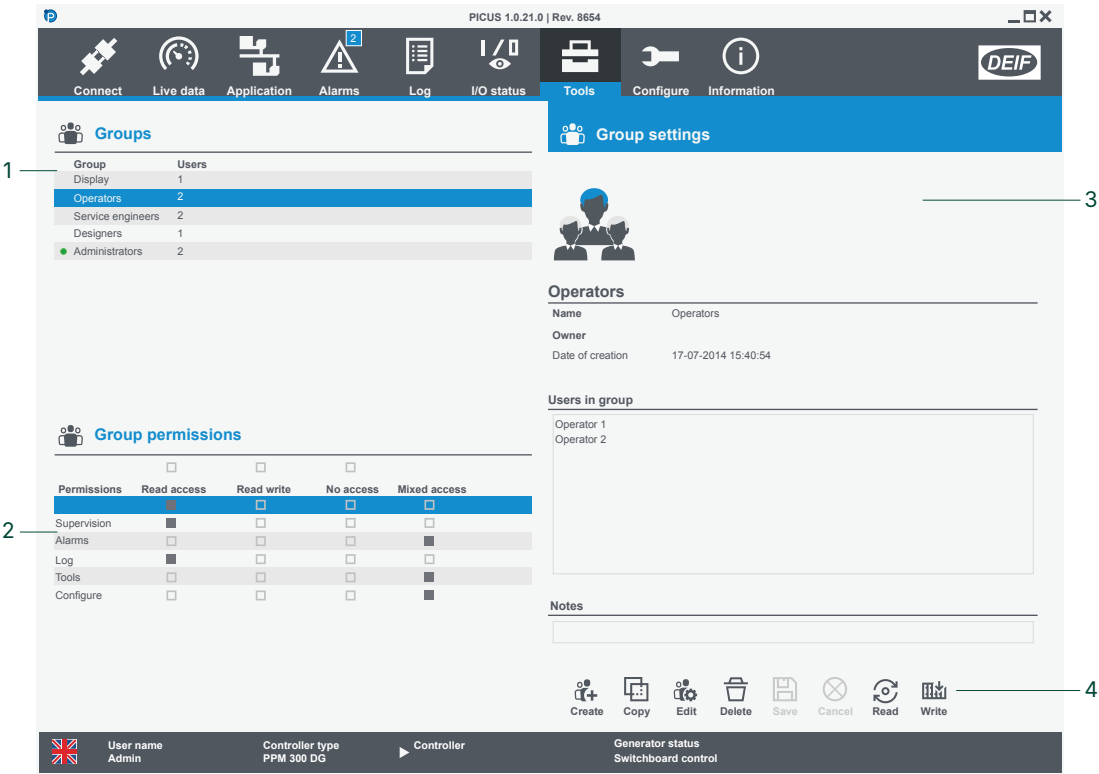 PICUS 1.0.21.0 | Rev. 8654
2
Connect Live data Application Alarms Log I/O status Tools Configure Information
DEIF
Groups
Group Users
Display 1
Operators 2
Service engineers 2
Designers 1
Administrators 2
1
Group permissions
Permissions Read access Read write No access Mixed access
Supervision
Alarms
Log
Tools
Configure
2
Group settings
3
Operators
Name Operators
Owner
Date of creation 17-07-2014 15:40:54
Users in group
Operator 1
Operator 2
Notes
Create Copy Edit Delete Save Cancel Read Write
4
User name Controller type Controller Generator status
Admin PPM 300 DG Switchboard control